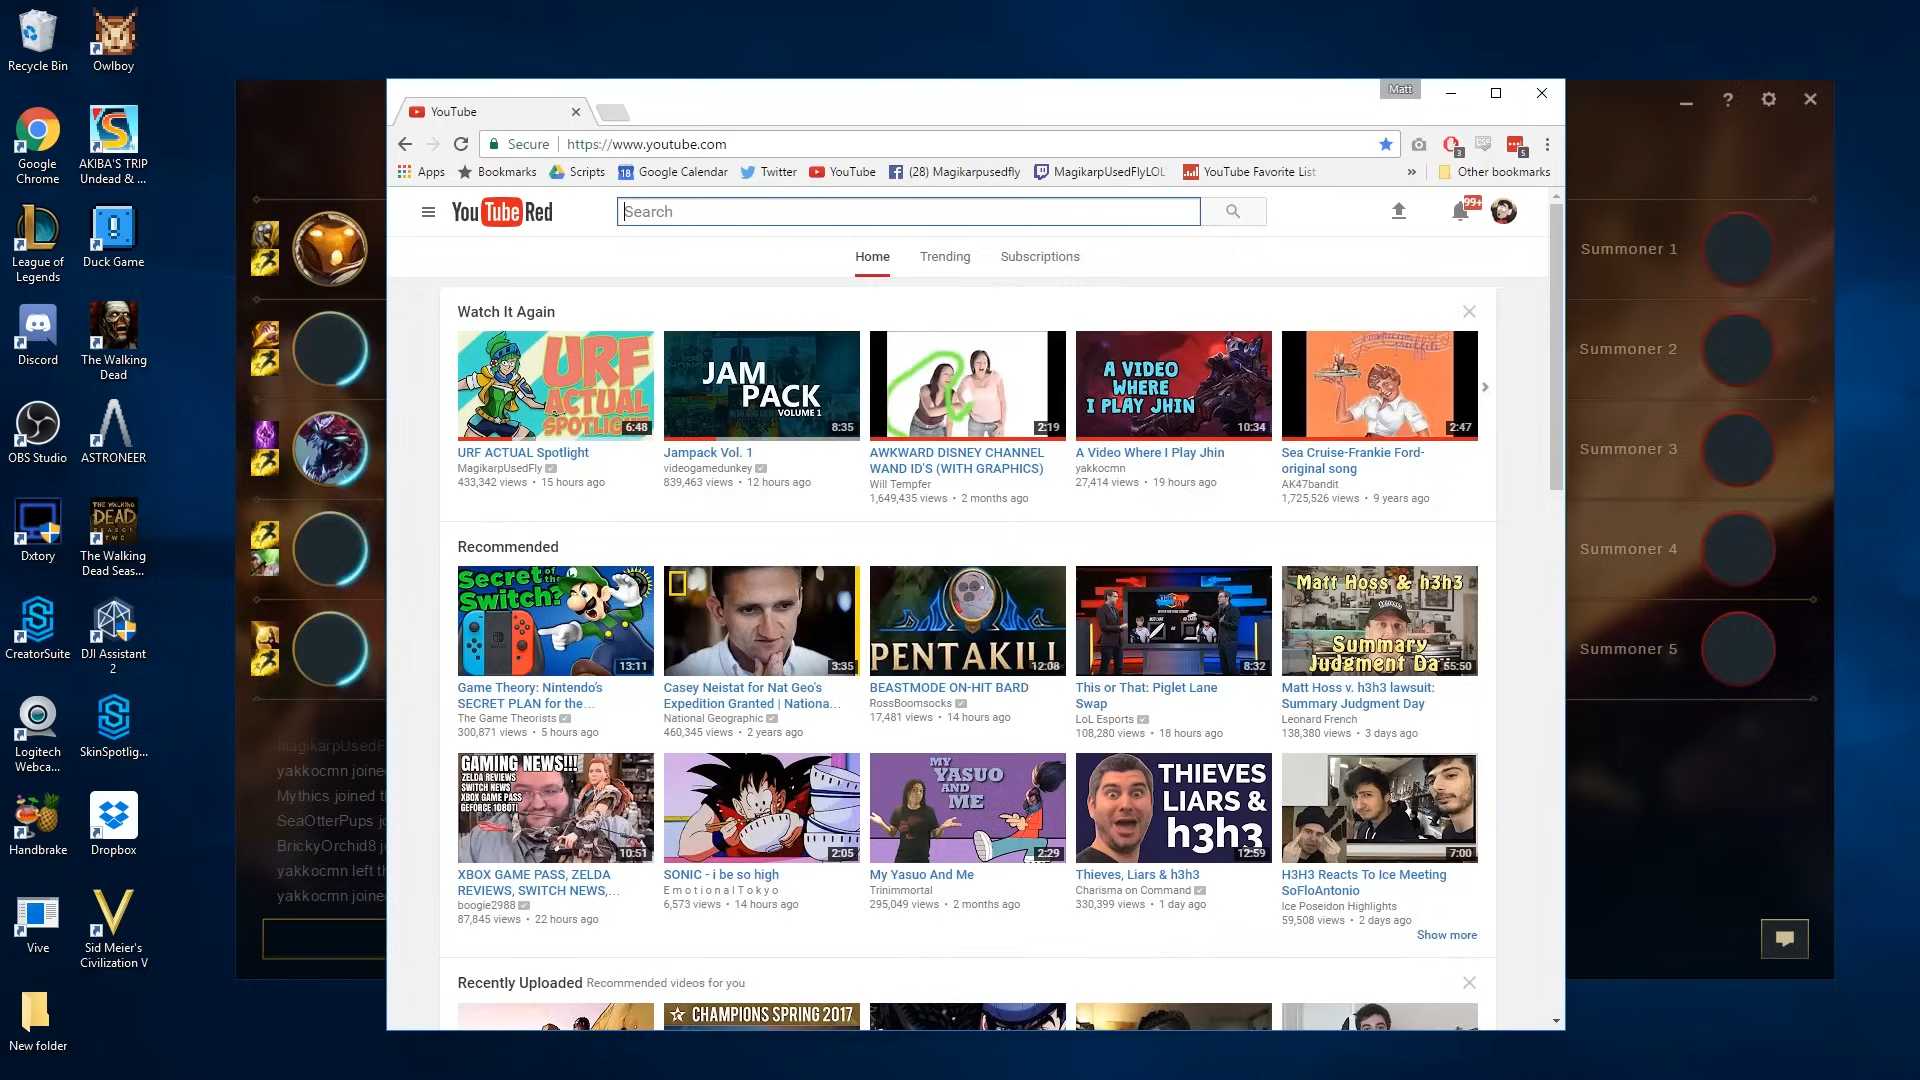 Recycle Bin
Owlboy
Google
Chrome
AKIBA'S TRIP
Undead & ...
League of
Legends
Duck Game
Discord
The Walking
Dead
OBS Studio
ASTRONEER
Dxtory
The Walking
Dead Seas...
CreatorSuite
DJI Assistant
2
Logitech
Webca...
SkinSpotlig...
Handbrake
Dropbox
Vive
Sid Meier's
Civilization V
New folder
MagikarpUsedF
yakkocmn joine
Mythics joined t
SeaOtterPups jo
BrickyOrchid8 j
yakkocmn left t
yakkocmn joine
Matt
YouTube
Secure
https://www.youtube.com
3
5
Apps
Bookmarks
Scripts
18
Google Calendar
Twitter
YouTube
(28) Magikarpusedfly
MagikarpUsedFlyLOL
YouTube Favorite List
»
Other bookmarks
YouTube Red
Search
99+
Home
Trending
Subscriptions
Watch It Again
URF
ACTUAL
SPOTLIG
6:48
JAM
PACK
VOLUME 1
8:35
2:19
A VIDEO
WHERE
I PLAY JHIN
10:34
2:47
URF ACTUAL Spotlight
MagikarpUsedFly
433,342 views • 15 hours ago
Jampack Vol. 1
videogamedunkey
839,463 views • 12 hours ago
AWKWARD DISNEY CHANNEL
WAND ID'S (WITH GRAPHICS)
Will Tempfer
1,649,435 views • 2 months ago
A Video Where I Play Jhin
yakkocmn
27,414 views • 19 hours ago
Sea Cruise-Frankie Ford-
original song
AK47bandit
1,725,526 views • 9 years ago
Recommended
Secret of the
Switch?
13:11
3:35
PENTAKILL
12:08
8:32
Matt Hoss & h3h3
Summary
Judgment Da
55:50
Game Theory: Nintendo's
SECRET PLAN for the...
The Game Theorists
300,871 views • 5 hours ago
Casey Neistat for Nat Geo's
Expedition Granted | Nationa...
National Geographic
460,345 views • 2 years ago
BEASTMODE ON-HIT BARD
RossBoomsocks
17,481 views • 14 hours ago
This or That: Piglet Lane
Swap
LoL Esports
108,280 views • 18 hours ago
Matt Hoss v. h3h3 lawsuit:
Summary Judgment Day
Leonard French
138,380 views • 3 days ago
GAMING NEWS!!!
ZELDA REVIEWS
SWITCH NEWS
XBOX GAME PASS
GEFORCE 1080TI
10:51
2:05
MY
YASUO
AND
ME
2:29
THIEVES
LIARS &
h3h3
12:59
7:00
XBOX GAME PASS, ZELDA
REVIEWS, SWITCH NEWS,...
boogie2988
87,845 views • 22 hours ago
SONIC - i be so high
E m o t i o n a l T o k y o
6,573 views • 14 hours ago
My Yasuo And Me
Trinimmortal
295,049 views • 2 months ago
Thieves, Liars & h3h3
Charisma on Command
330,399 views • 1 day ago
H3H3 Reacts To Ice Meeting
SoFloAntonio
Ice Poseidon Highlights
59,508 views • 2 days ago
Show more
Recently Uploaded Recommended videos for you
CHAMPIONS SPRING 2017
?
Summoner 1
Summoner 2
Summoner 3
Summoner 4
Summoner 5